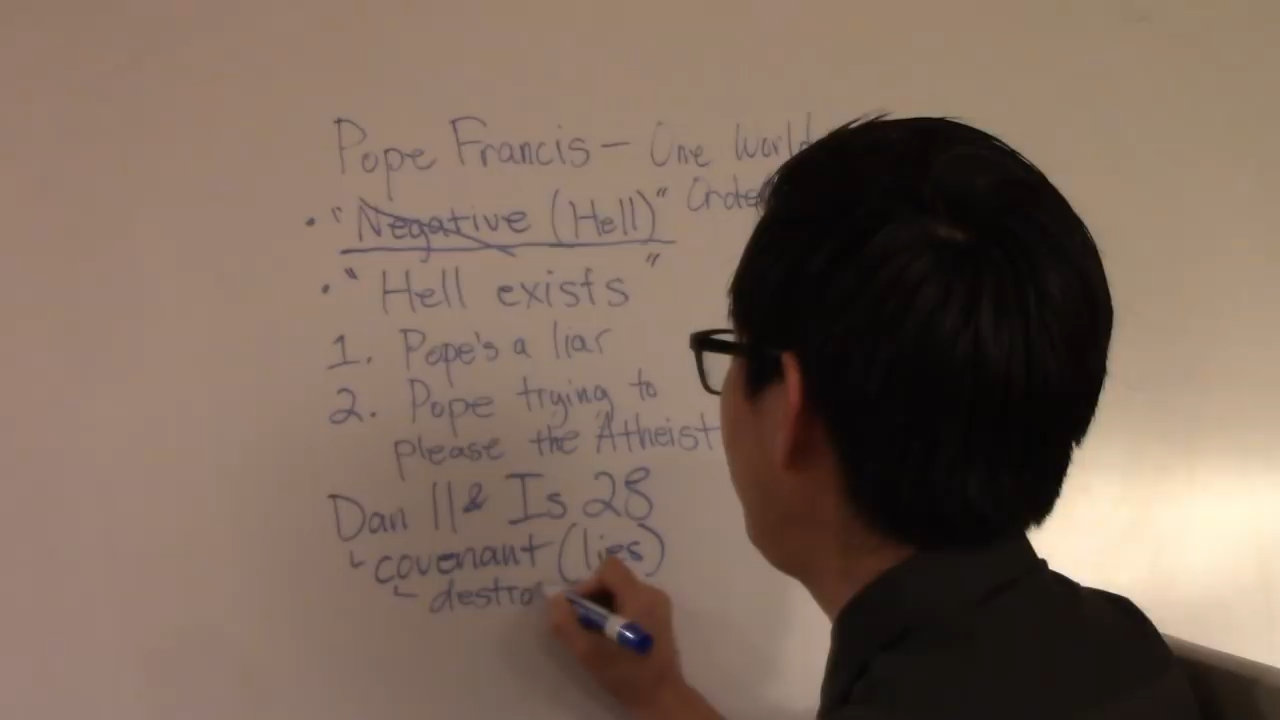 Pope Francis — One World
Order
• "Negative (Hell)"
• "Hell exists"
1. Pope's a liar
2. Pope trying to
please the Atheist
Dan 11 & Is 28
covenant (lies)
destro